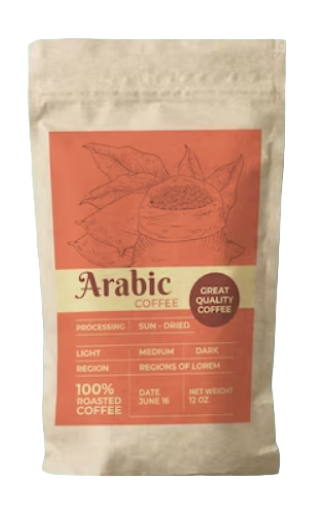 Arabic
COFFEE
GREAT
QUALITY
COFFEE
PROCESSING SUN - DRIED
LIGHT MEDIUM DARK
REGION REGIONS OF LOREM
100%
ROASTED
COFFEE
DATE
JUNE 16
NET WEIGHT
12 OZ